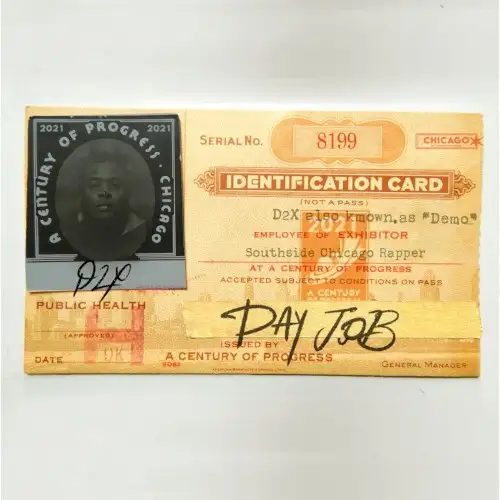 2021 2021
A CENTURY OF PROGRESS · CHICAGO
D2X
PUBLIC HEALTH
(APPROVED)
OK
DATE
SERIAL NO. 8199 CHICAGO
IDENTIFICATION CARD
(NOT A PASS)
D2X also known, as "Demo"
EMPLOYEE OF EXHIBITOR
Southside Chicago Rapper
AT A CENTURY OF PROGRESS
ACCEPTED SUBJECT TO CONDITIONS ON PASS
A CENTURY
DAY JOB
ISSUED BY
A CENTURY OF PROGRESS
GENERAL MANAGER